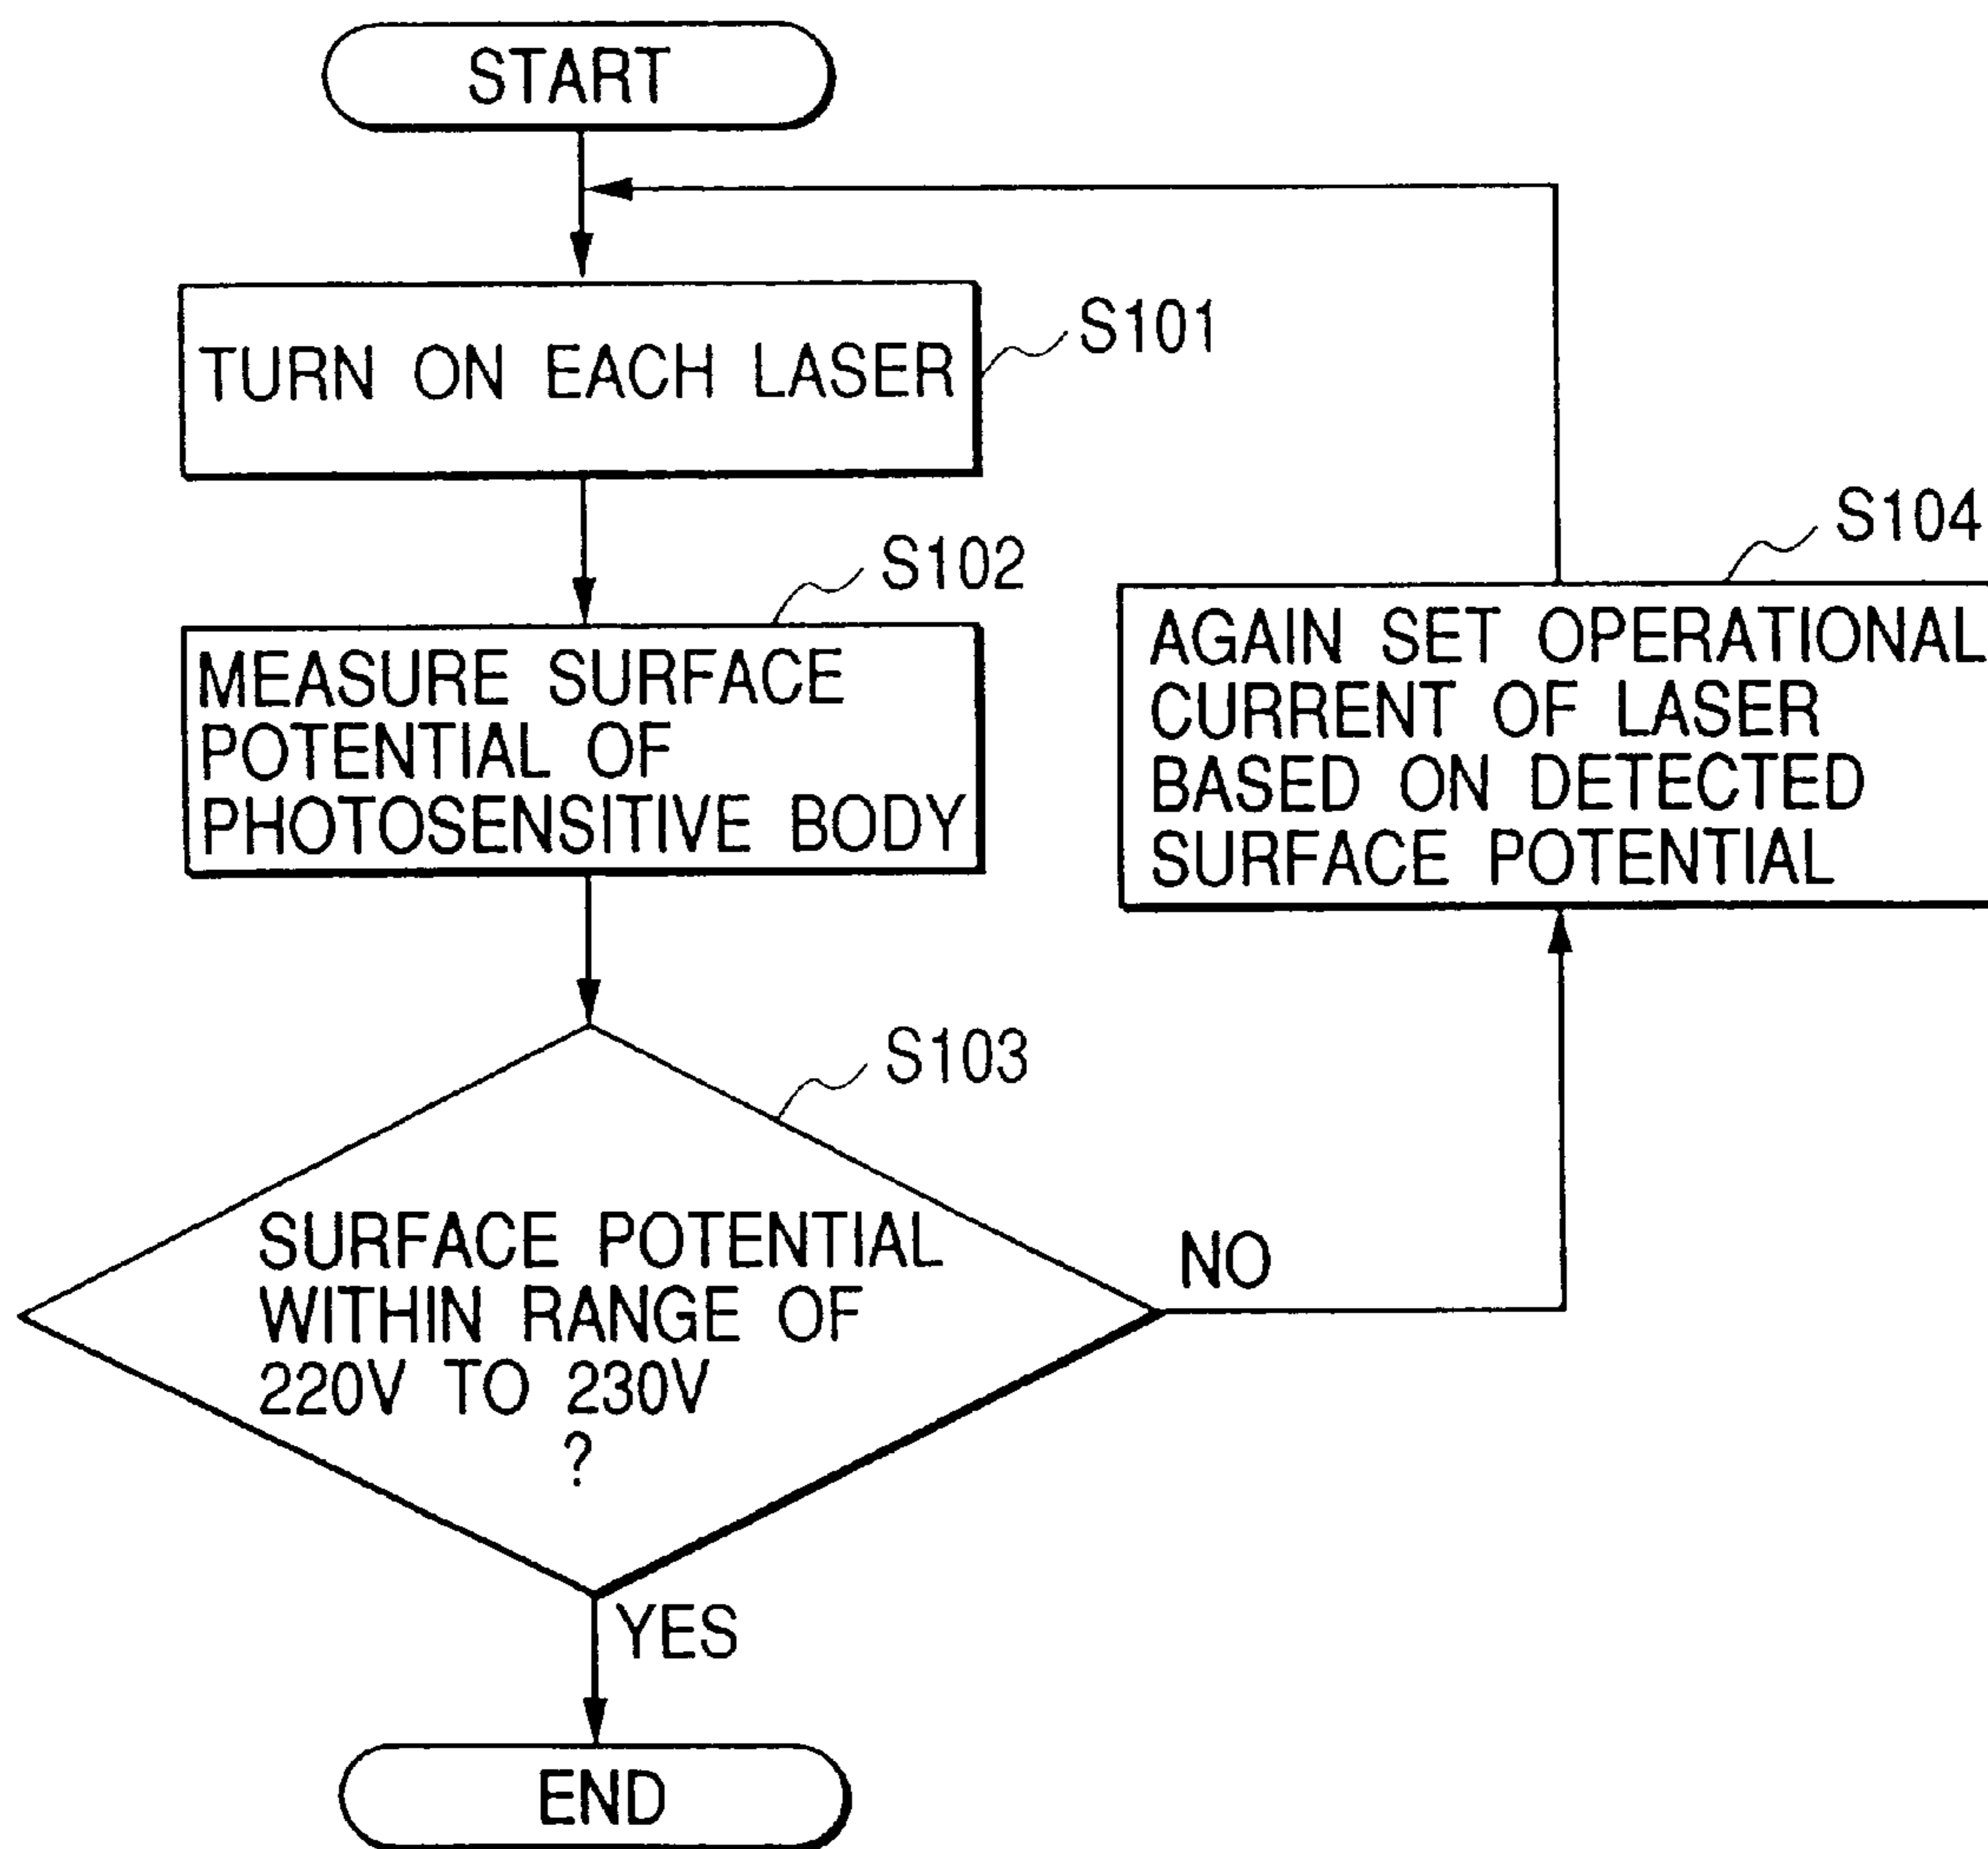 START
TURN ON EACH LASER
S101
S102
MEASURE SURFACE
POTENTIAL OF
PHOTOSENSITIVE BODY
S104
AGAIN SET OPERATIONAL
CURRENT OF LASER
BASED ON DETECTED
SURFACE POTENTIAL
S103
SURFACE POTENTIAL
WITHIN RANGE OF
220V TO 230V
?
NO
YES
END